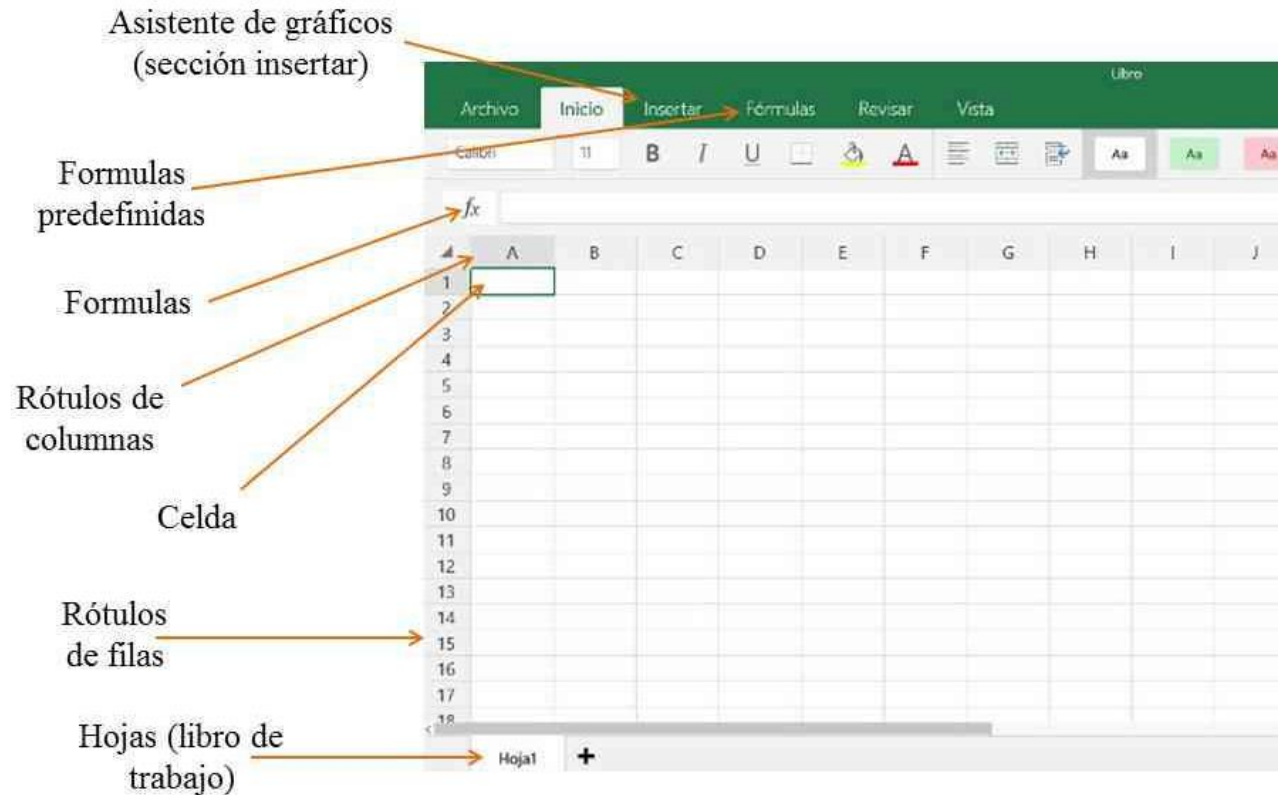 Asistente de gráficos
(sección insertar)
Libro
Archivo Inicio Insertar Fórmulas Revisar Vista
Calibri 11 B I U A Aa Aa Aa
Formulas
predefinidas
fx
A B C D E F G H I J
Formulas
1
2
3
4
5
6
7
8
9
10
11
12
13
14
15
16
17
18
Rótulos de
columnas
Celda
Rótulos
de filas
Hojas (libro de
trabajo)
Hoja1 +